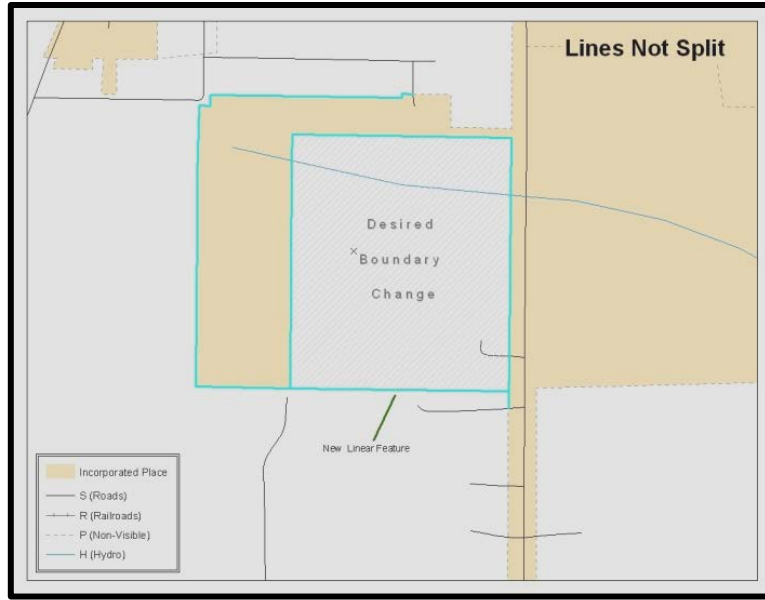 Lines Not Split
Desired
Boundary
Change
New Linear Feature
Incorporated Place
S (Roads)
R (Railroads)
P (Non-Visible)
H (Hydro)